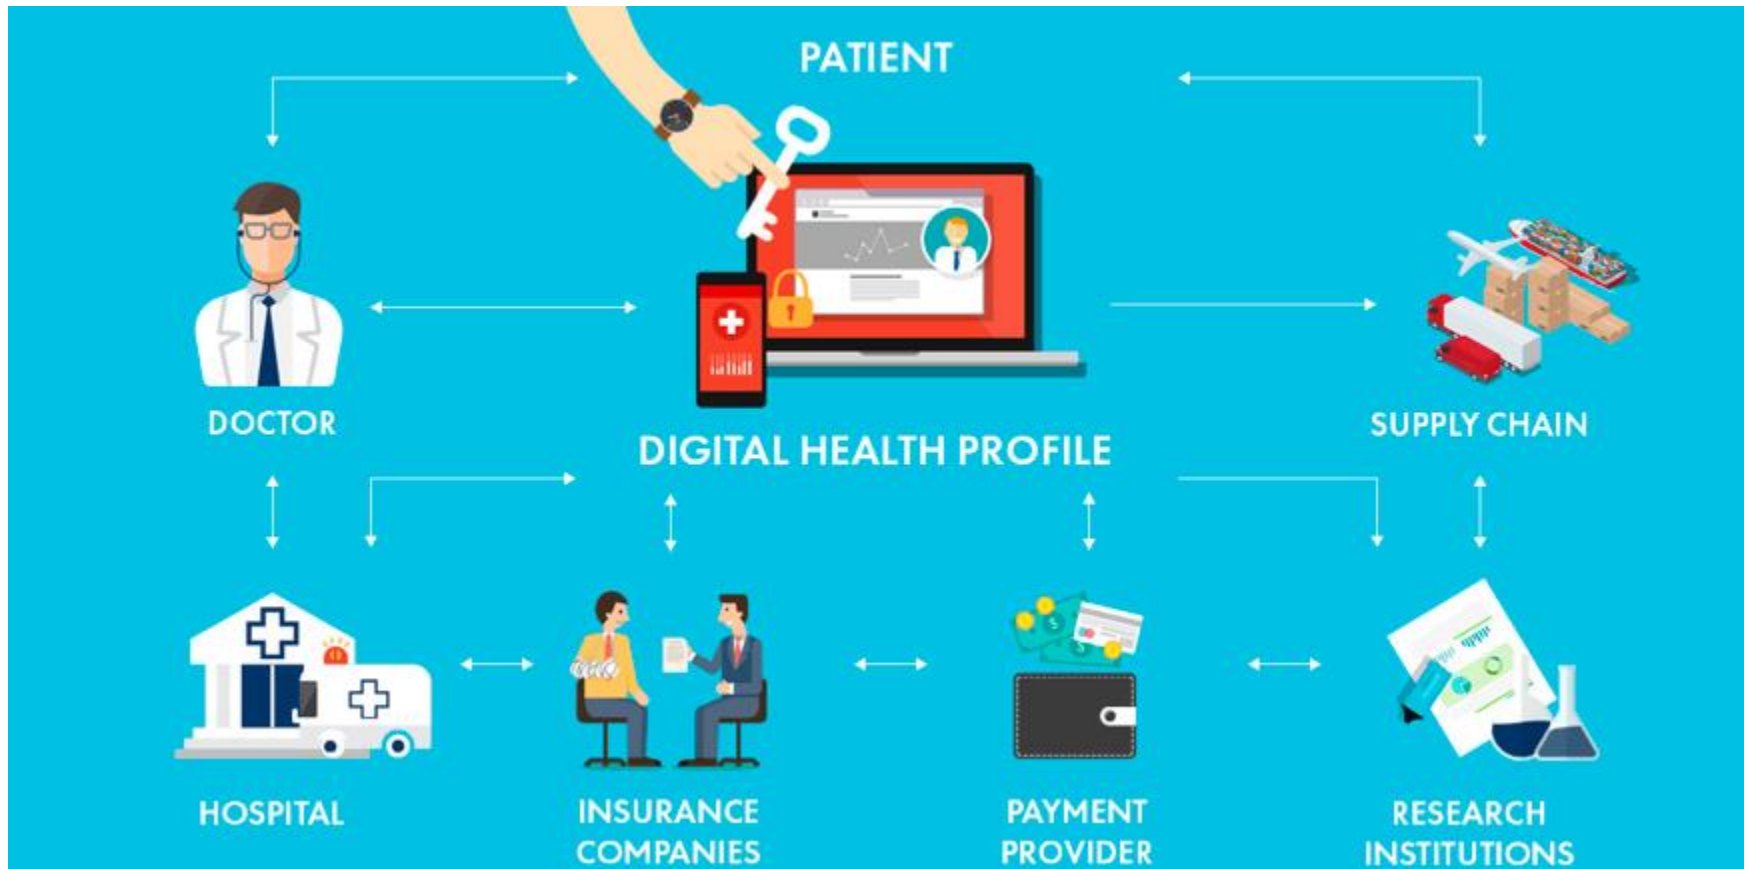 PATIENT
DOCTOR
SUPPLY CHAIN
DIGITAL HEALTH PROFILE
HOSPITAL
INSURANCE
COMPANIES
PAYMENT
PROVIDER
RESEARCH
INSTITUTIONS